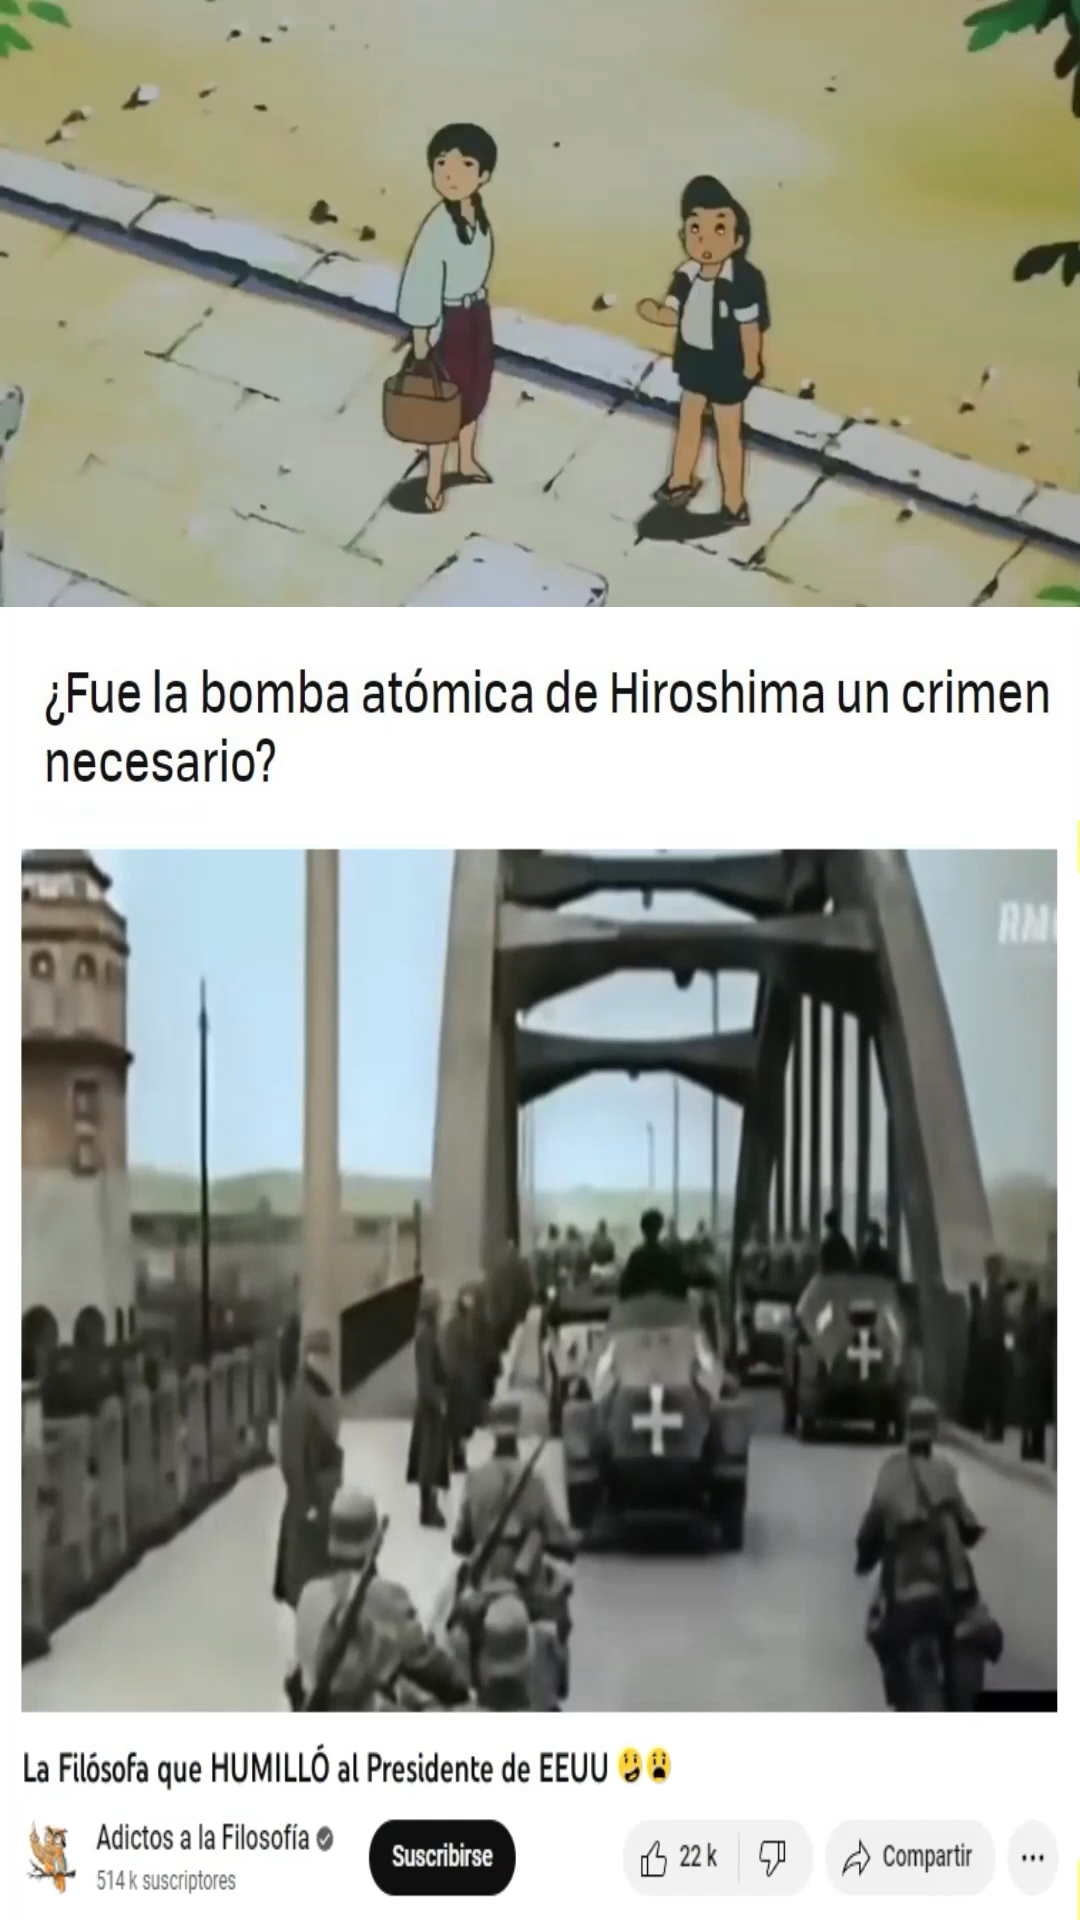 ¿Fue la bomba atómica de Hiroshima un crimen
necesario?
RMC
La Filósofa que HUMILLÓ al Presidente de EEUU 🤔😨
Adictos a la Filosofía
514 k suscriptores
Suscribirse
22 k
Compartir